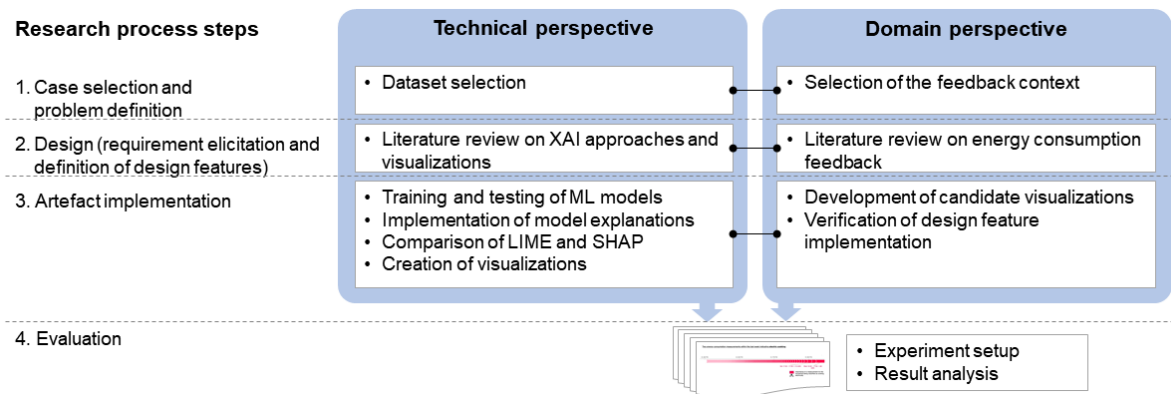 Research process steps
Technical perspective
Domain perspective
1. Case selection and
problem definition
• Dataset selection
• Selection of the feedback context
2. Design (requirement elicitation and
definition of design features)
• Literature review on XAI approaches and
visualizations
• Literature review on energy consumption
feedback
3. Artefact implementation
• Training and testing of ML models
• Implementation of model explanations
• Comparison of LIME and SHAP
• Creation of visualizations
• Development of candidate visualizations
• Verification of design feature
implementation
4. Evaluation
• Experiment setup
• Result analysis